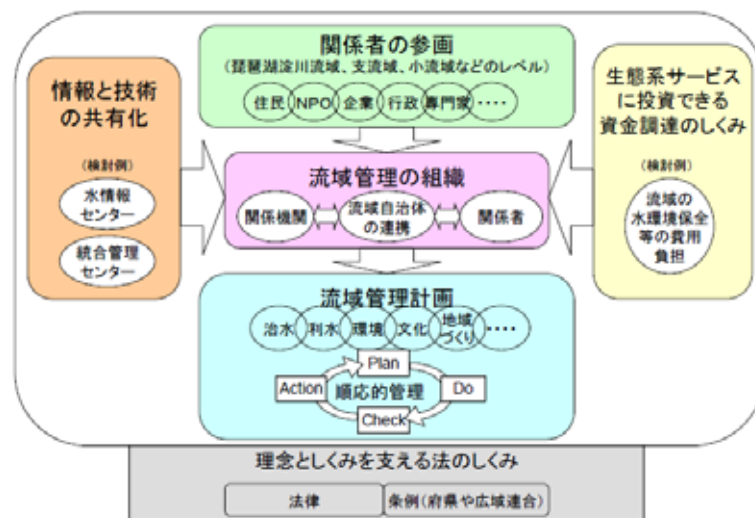 関係者の参画
(琵琶湖淀川流域、支流域、小流域などのレベル)
住民 NPO 企業 行政 専門家 ‥‥
情報と技術
の共有化
(検討例)
水情報
センター
統合管理
センター
流域管理の組織
関係機関
流域自治体
の連携
関係者
生態系サービス
に投資できる
資金調達のしくみ
(検討例)
流域の
水環境保全
等の費用
負担
流域管理計画
治水 利水 環境 文化 地域
づくり ‥‥
Plan
Action 順応的管理 Do
Check
理念としくみを支える法のしくみ
法律
条例(府県や広域連合)